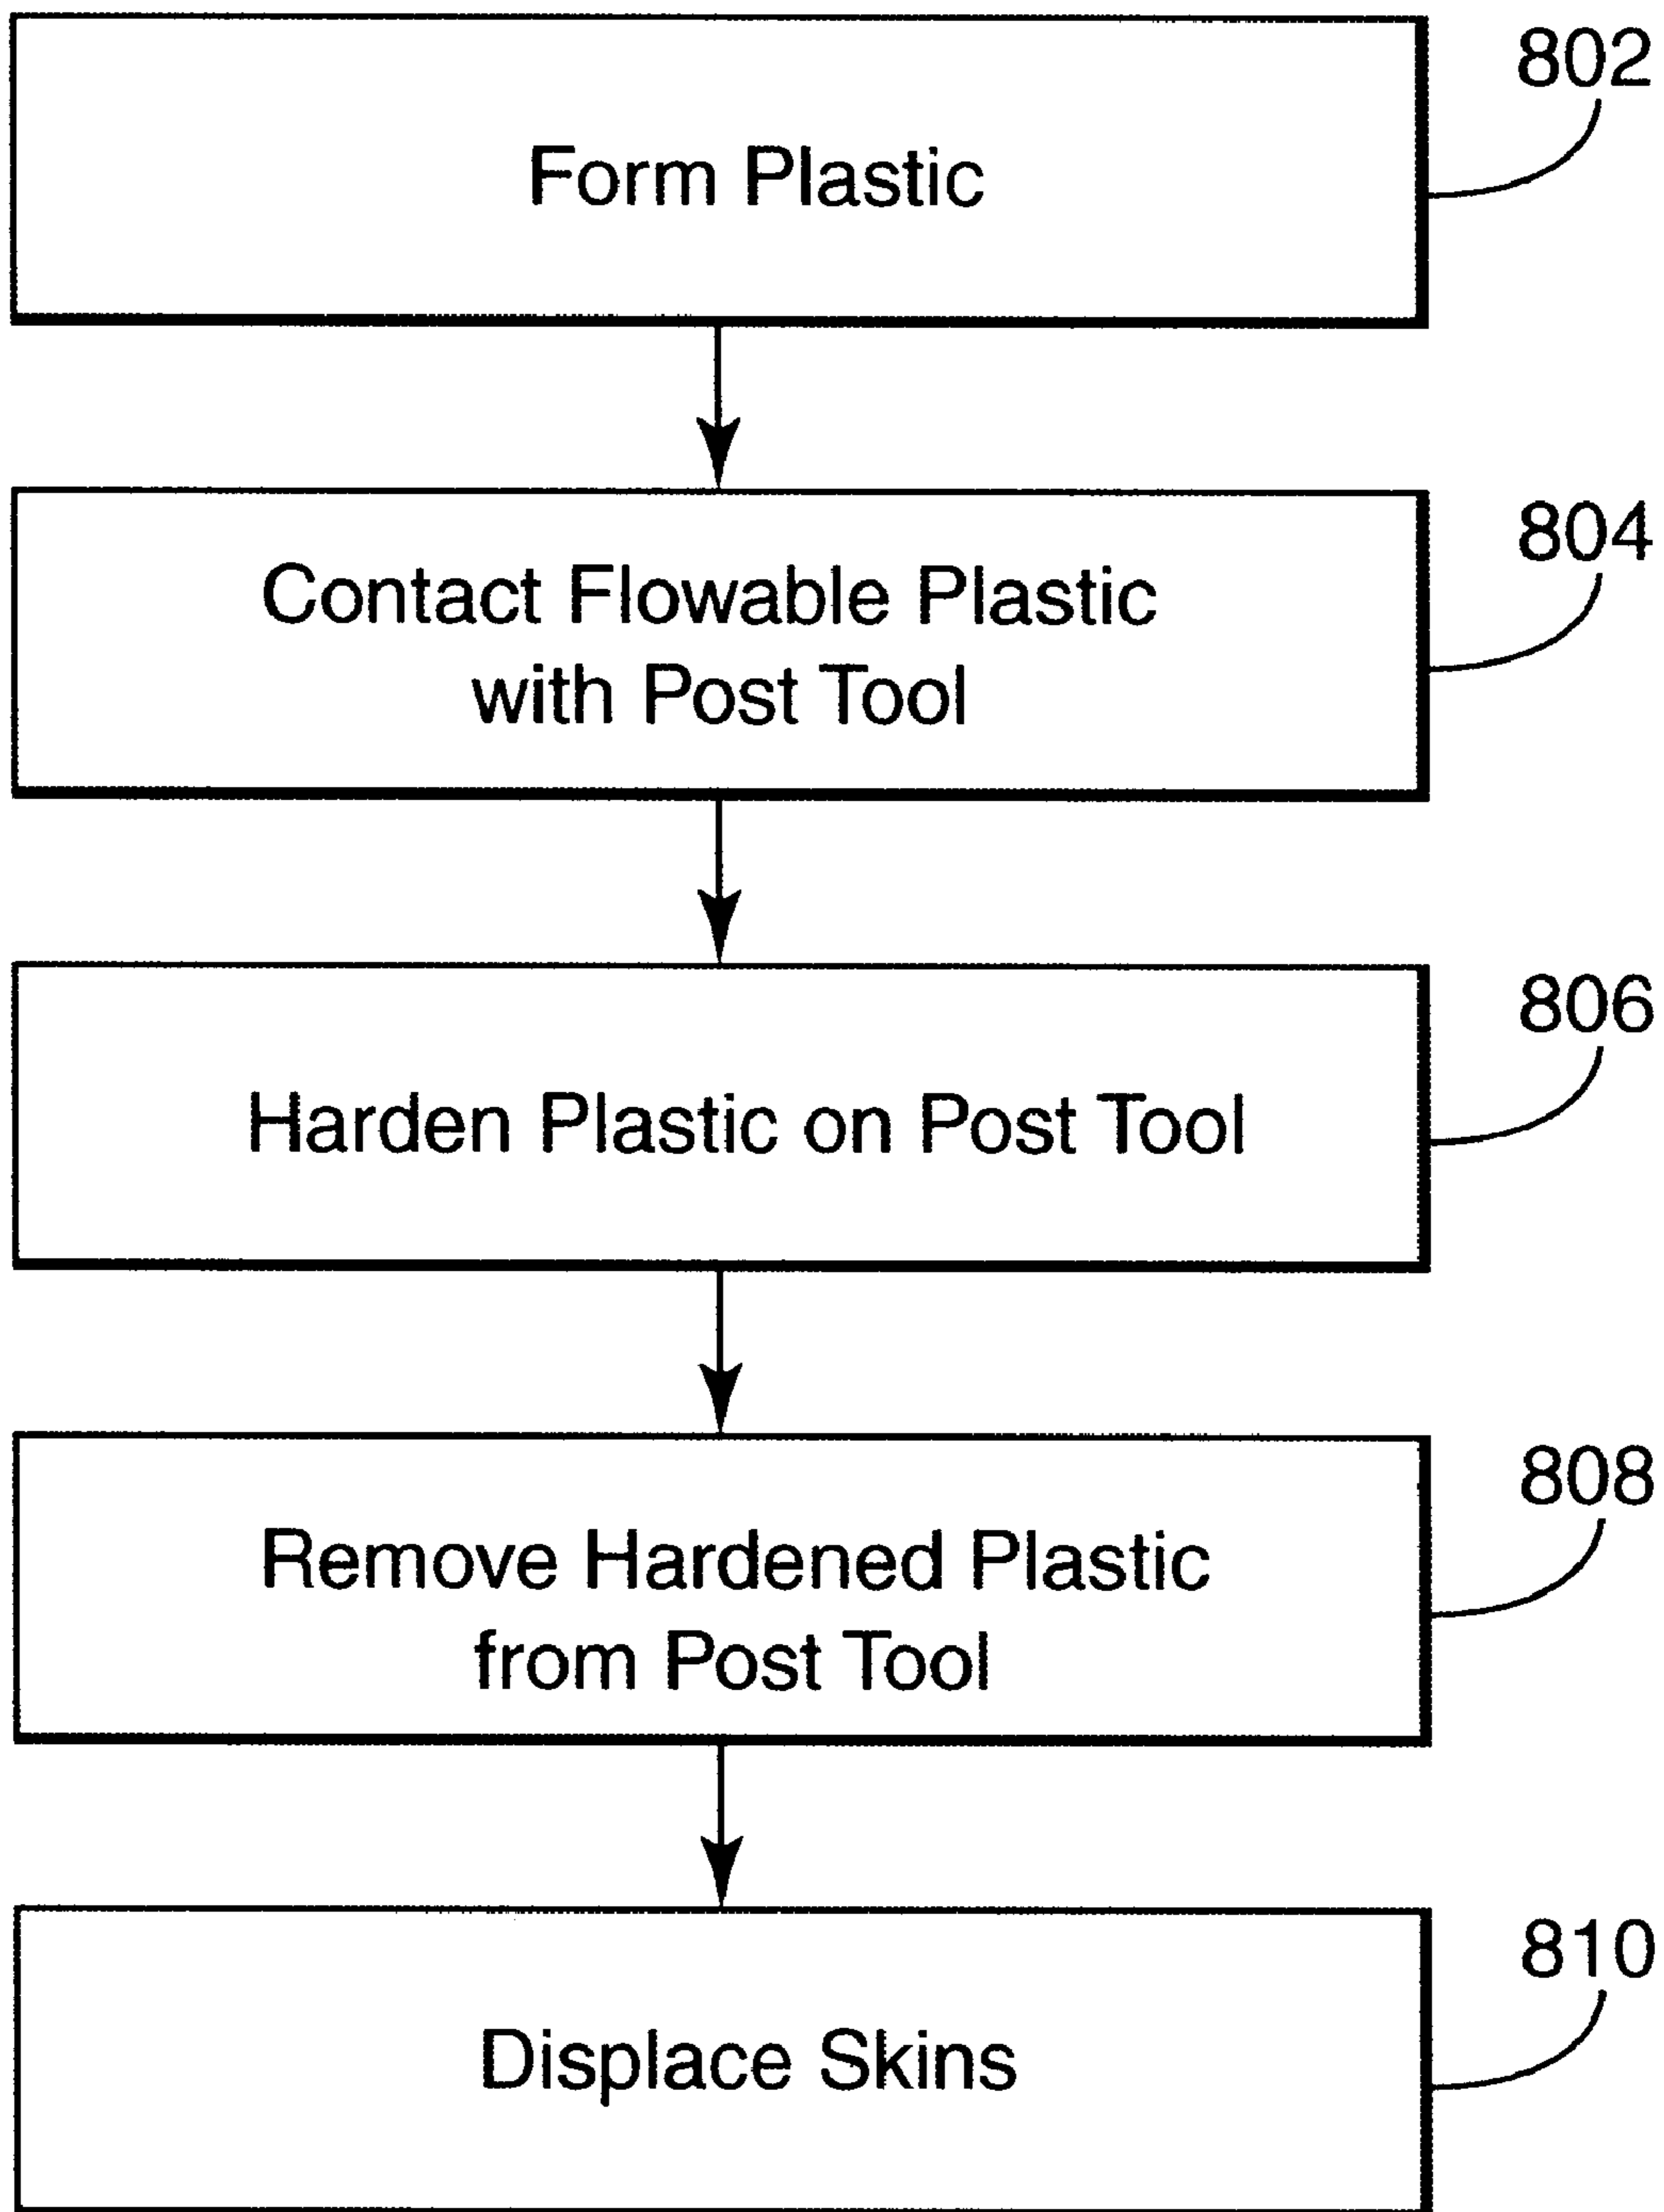 802
Form Plastic
804
Contact Flowable Plastic
with Post Tool
806
Harden Plastic on Post Tool
808
Remove Hardened Plastic
from Post Tool
810
Displace Skins